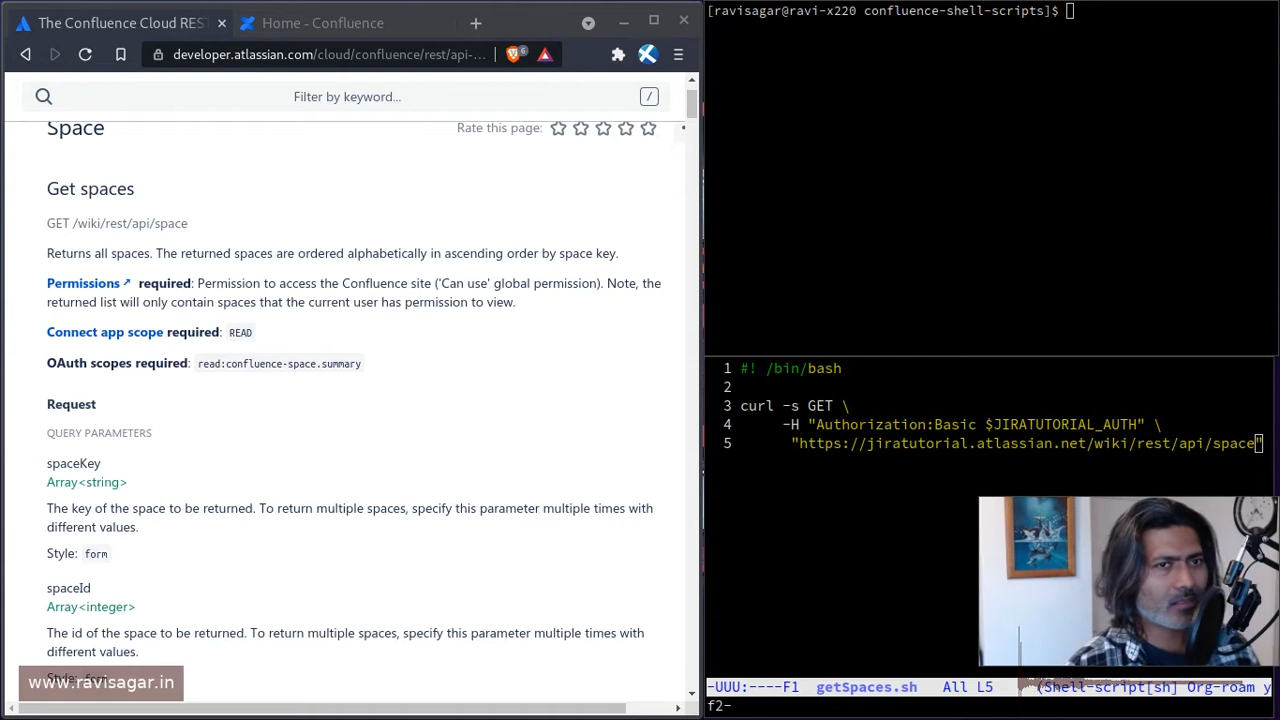 The Confluence Cloud RES
Home - Confluence
developer.atlassian.com/cloud/confluence/rest/api-...
6
Filter by keyword...
/
Space
Rate this page:
Get spaces
GET /wiki/rest/api/space
Returns all spaces. The returned spaces are ordered alphabetically in ascending order by space key.
Permissions required: Permission to access the Confluence site ('Can use' global permission). Note, the
returned list will only contain spaces that the current user has permission to view.
Connect app scope required: READ
OAuth scopes required: read:confluence-space.summary
Request
QUERY PARAMETERS
spaceKey
Array<string>
The key of the space to be returned. To return multiple spaces, specify this parameter multiple times with
different values.
Style: form
spaceId
Array<integer>
The id of the space to be returned. To return multiple spaces, specify this parameter multiple times with
different values.
Style: form
www.ravisagar.in
[ravisagar@ravi-x220 confluence-shell-scripts]$
1 #! /bin/bash
2
3 curl -s GET \
4 -H "Authorization:Basic $JIRATUTORIAL_AUTH" \
5 "https://jiratutorial.atlassian.net/wiki/rest/api/space"
-UUU:----F1 getSpaces.sh All L5 (Shell-script[sh] Org-roam y
f2-